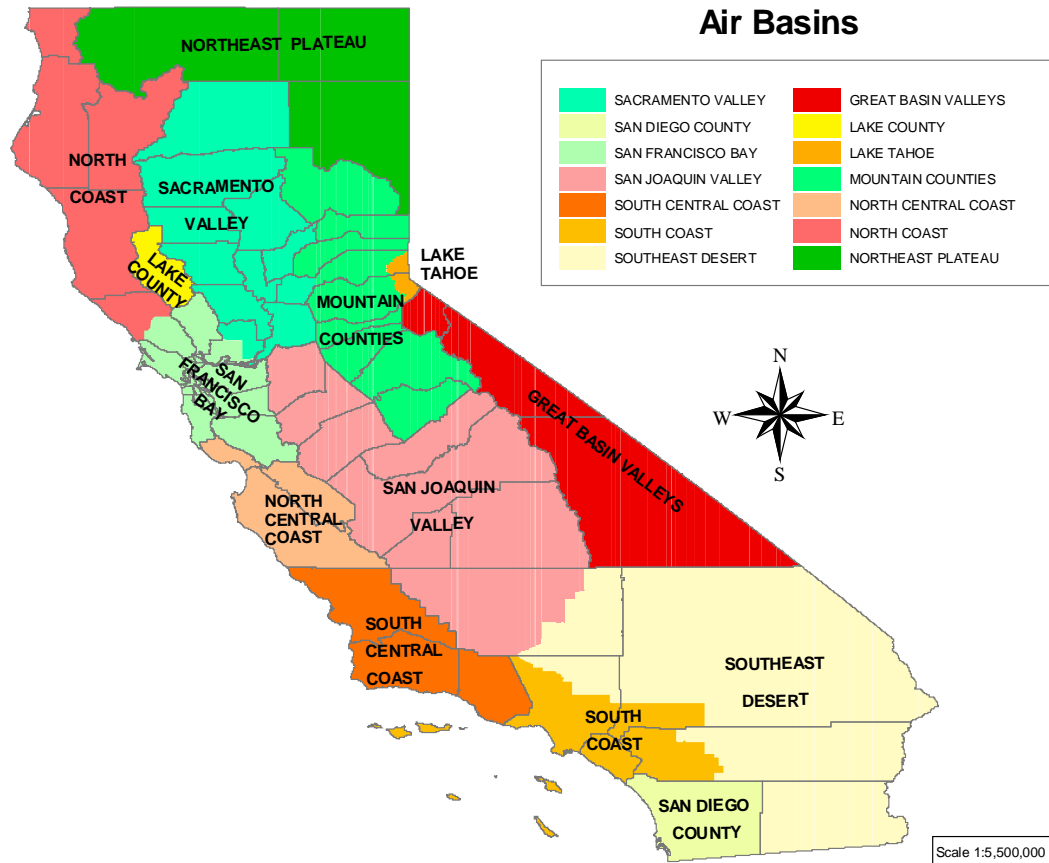 Air Basins
SACRAMENTO VALLEY
SAN DIEGO COUNTY
SAN FRANCISCO BAY
SAN JOAQUIN VALLEY
SOUTH CENTRAL COAST
SOUTH COAST
SOUTHEAST DESERT
GREAT BASIN VALLEYS
LAKE COUNTY
LAKE TAHOE
MOUNTAIN COUNTIES
NORTH CENTRAL COAST
NORTH COAST
NORTHEAST PLATEAU
NORTHEAST PLATEAU
NORTH
COAST
SACRAMENTO
VALLEY
LAKE
COUNTY
LAKE
TAHOE
MOUNTAIN
COUNTIES
SAN
FRANCISCO
BAY
GREAT BASIN VALLEYS
N
W
E
S
SAN JOAQUIN
VALLEY
NORTH
CENTRAL
COAST
SOUTH
CENTRAL
COAST
SOUTHEAST
DESERT
SOUTH
COAST
SAN DIEGO
COUNTY
Scale 1:5,500,000